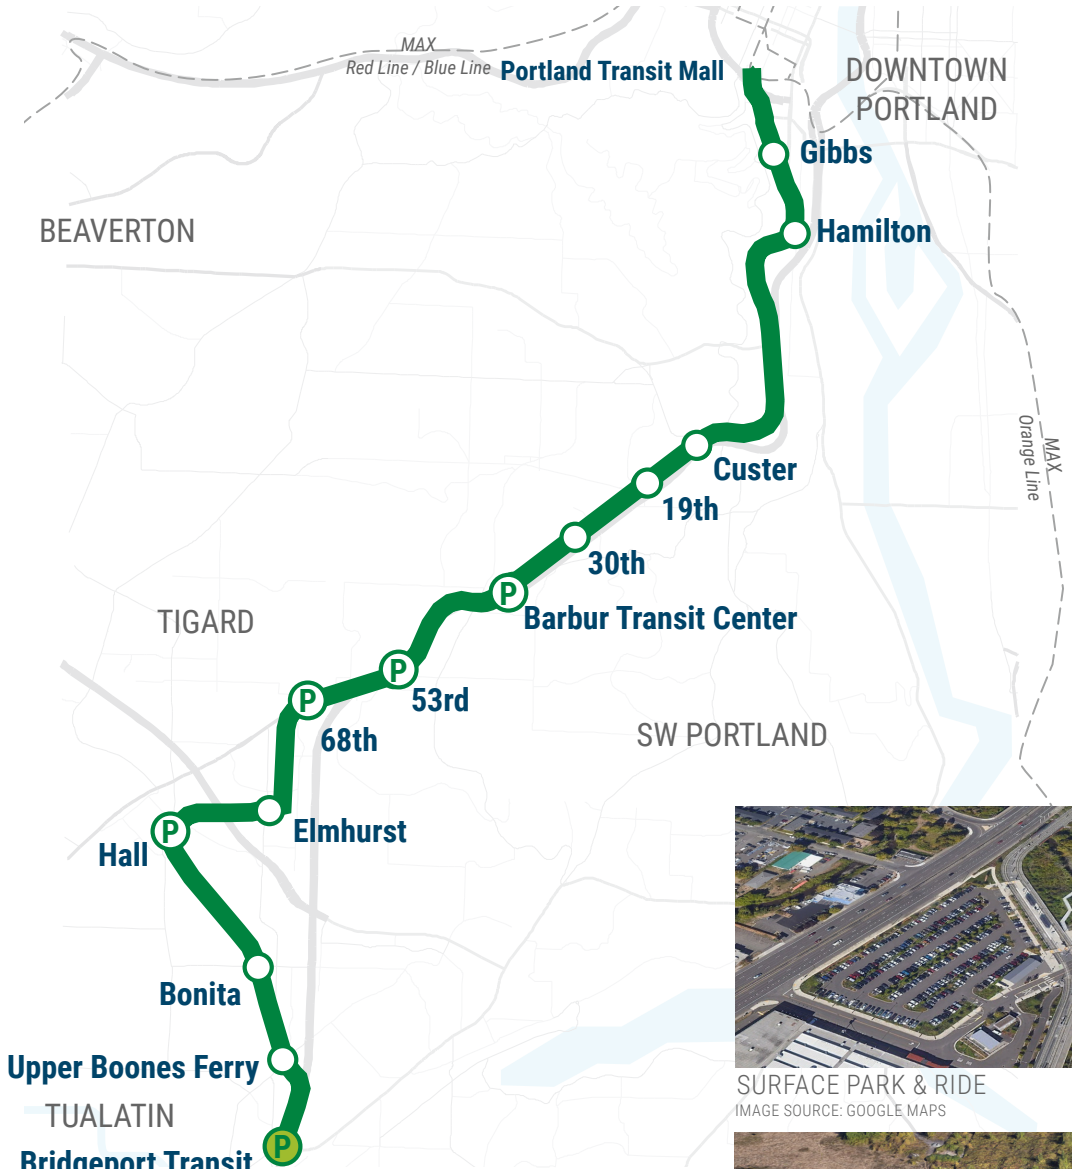 MAX
Red Line / Blue Line
Portland Transit Mall
DOWNTOWN
PORTLAND
Gibbs
BEAVERTON
Hamilton
MAX
Orange Line
Custer
19th
30th
TIGARD
P
Barbur Transit Center
P
53rd
P
68th
SW PORTLAND
P
Elmhurst
Hall
Bonita
Upper Boones Ferry
SURFACE PARK & RIDE
IMAGE SOURCE: GOOGLE MAPS
TUALATIN
P
Bridgeport Transit